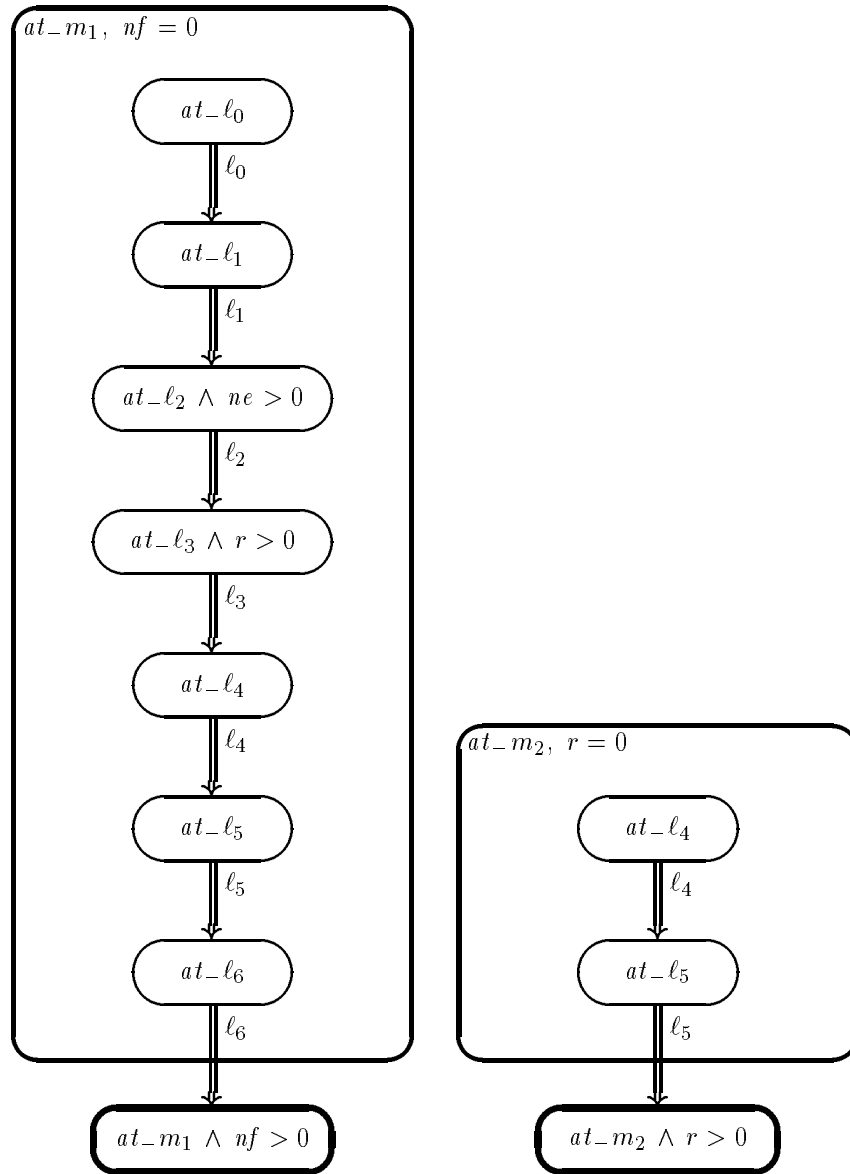 at_m₁, nf = 0
at_ℓ₀
ℓ₀
at_ℓ₁
ℓ₁
at_ℓ₂ ∧ ne > 0
ℓ₂
at_ℓ₃ ∧ r > 0
ℓ₃
at_ℓ₄
ℓ₄
at_ℓ₅
ℓ₅
at_ℓ₆
ℓ₆
at_m₁ ∧ nf > 0
at_m₂, r = 0
at_ℓ₄
ℓ₄
at_ℓ₅
ℓ₅
at_m₂ ∧ r > 0